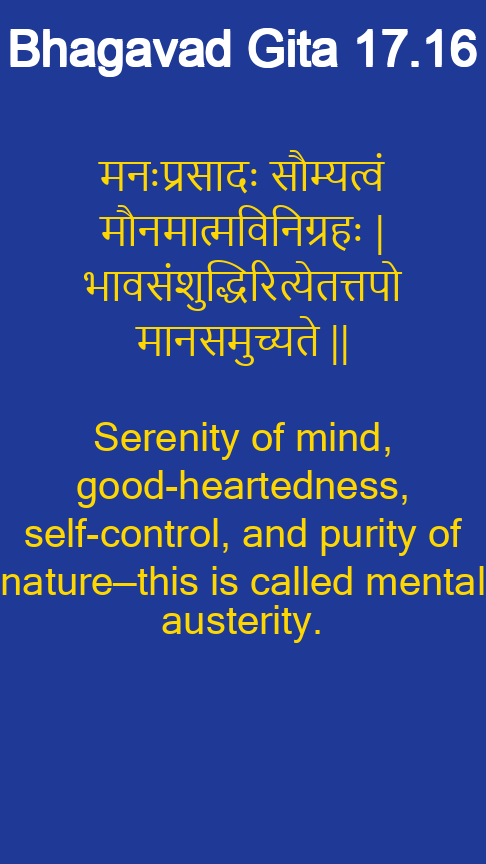 Bhagavad Gita 17.16
मनःप्रसादः सौम्यत्वं
मौनमात्मविनिग्रहः |
भावसंशुद्धिरित्येतत्तपो
मानसमुच्यते ||
Serenity of mind,
good-heartedness,
self-control, and purity of
nature—this is called mental
austerity.